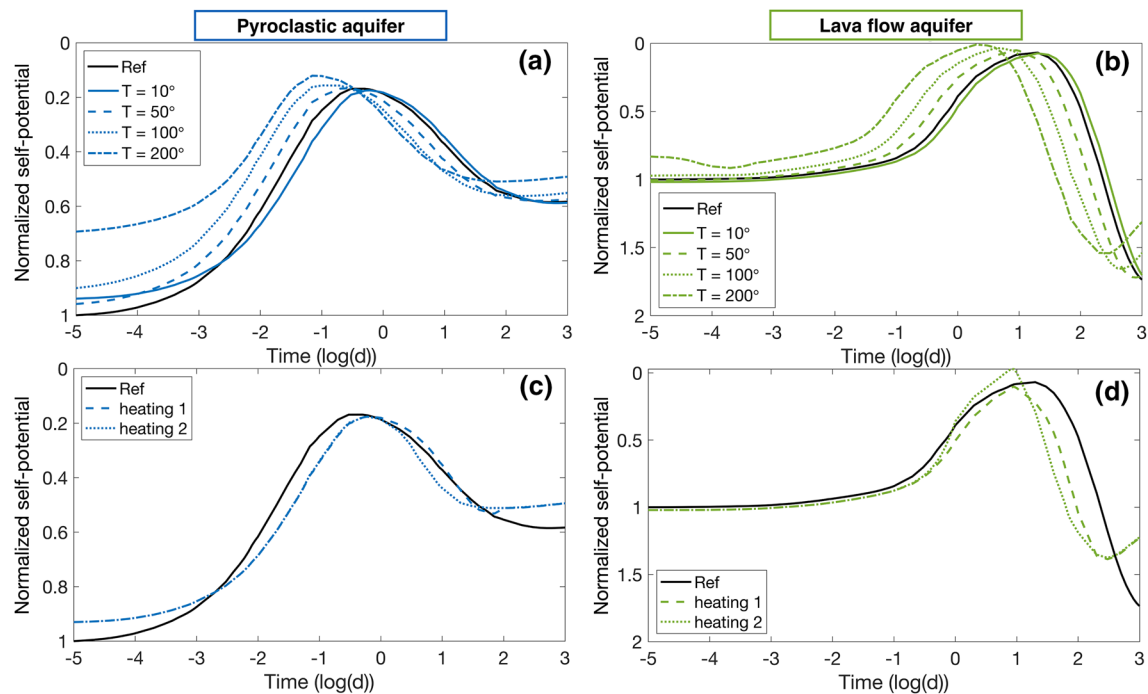 Pyroclastic aquifer
Lava flow aquifer
(a)
Normalized self-potential
0
0.2
0.4
0.6
0.8
1
Ref
T = 10°
T = 50°
T = 100°
T = 200°
-5 -4 -3 -2 -1 0 1 2 3
Time (log(d))
(b)
Normalized self-potential
0
0.5
1
1.5
2
Ref
T = 10°
T = 50°
T = 100°
T = 200°
-5 -4 -3 -2 -1 0 1 2 3
Time (log(d))
(c)
Normalized self-potential
0
0.2
0.4
0.6
0.8
1
Ref
heating 1
heating 2
-5 -4 -3 -2 -1 0 1 2 3
Time (log(d))
(d)
Normalized self-potential
0
0.5
1
1.5
2
Ref
heating 1
heating 2
-5 -4 -3 -2 -1 0 1 2 3
Time (log(d))